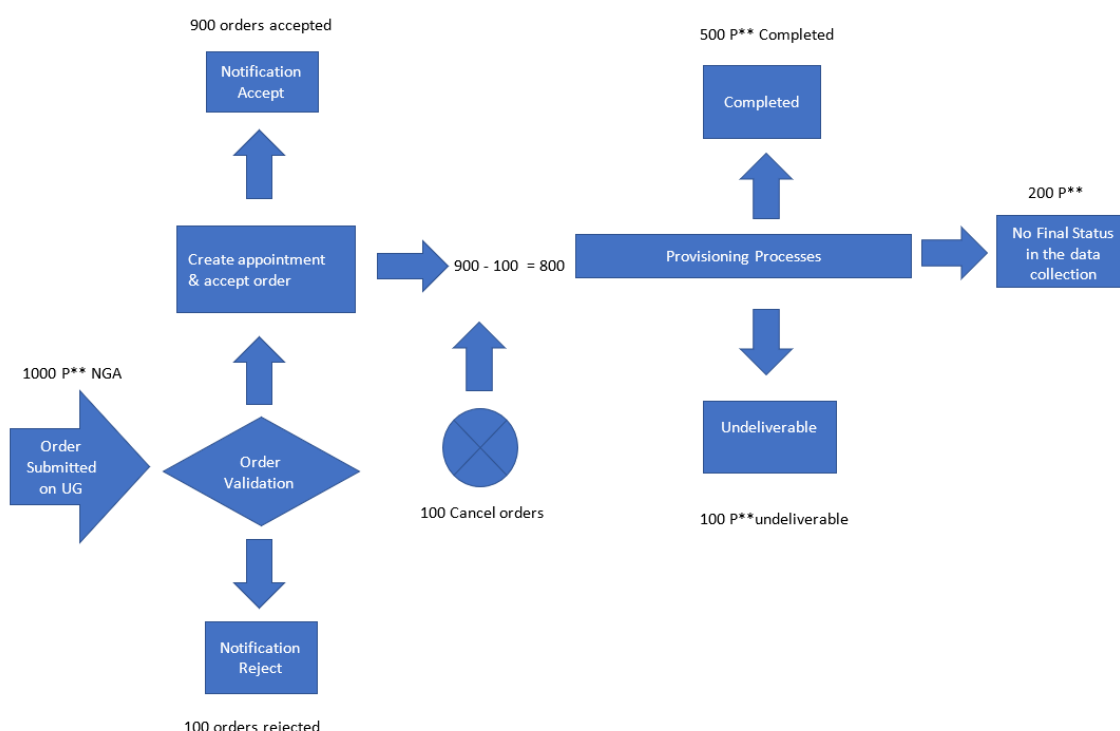 900 orders accepted
Notification
Accept
Create appointment
& accept order
900 - 100  = 800
1000 P** NGA
Order
Submitted
on UG
Order
Validation
100 Cancel orders
Notification
Reject
100 orders rejected
500 P** Completed
Completed
Provisioning Processes
200 P**
No Final Status
in the data
collection
Undeliverable
100 P**undeliverable